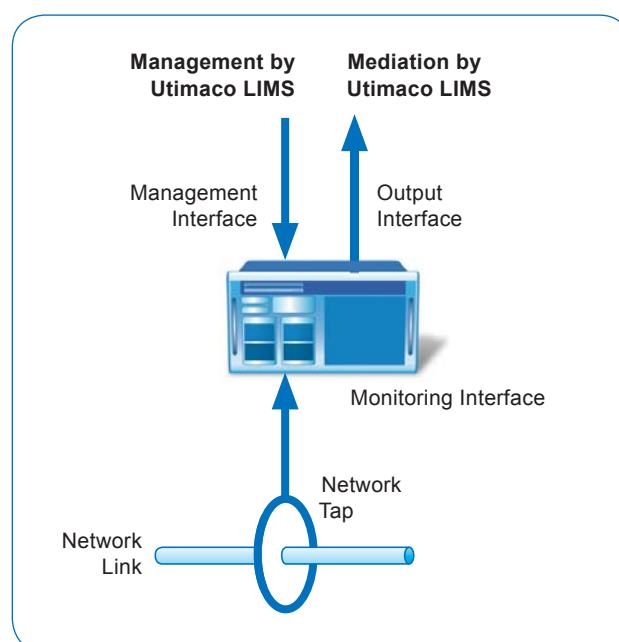 Management by
Utimaco LIMS
Mediation by
Utimaco LIMS
Management
Interface
Output
Interface
Monitoring Interface
Network
Tap
Network
Link